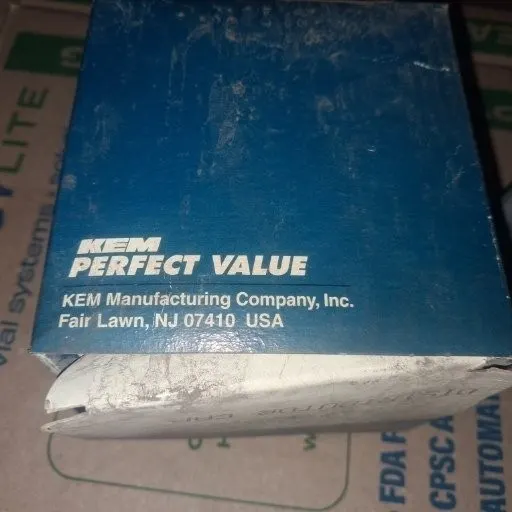 KEM
PERFECT VALUE
KEM Manufacturing Company, Inc.
Fair Lawn, NJ 07410 USA
LITE
vial systems
FDA
CPSC
AUTOMA